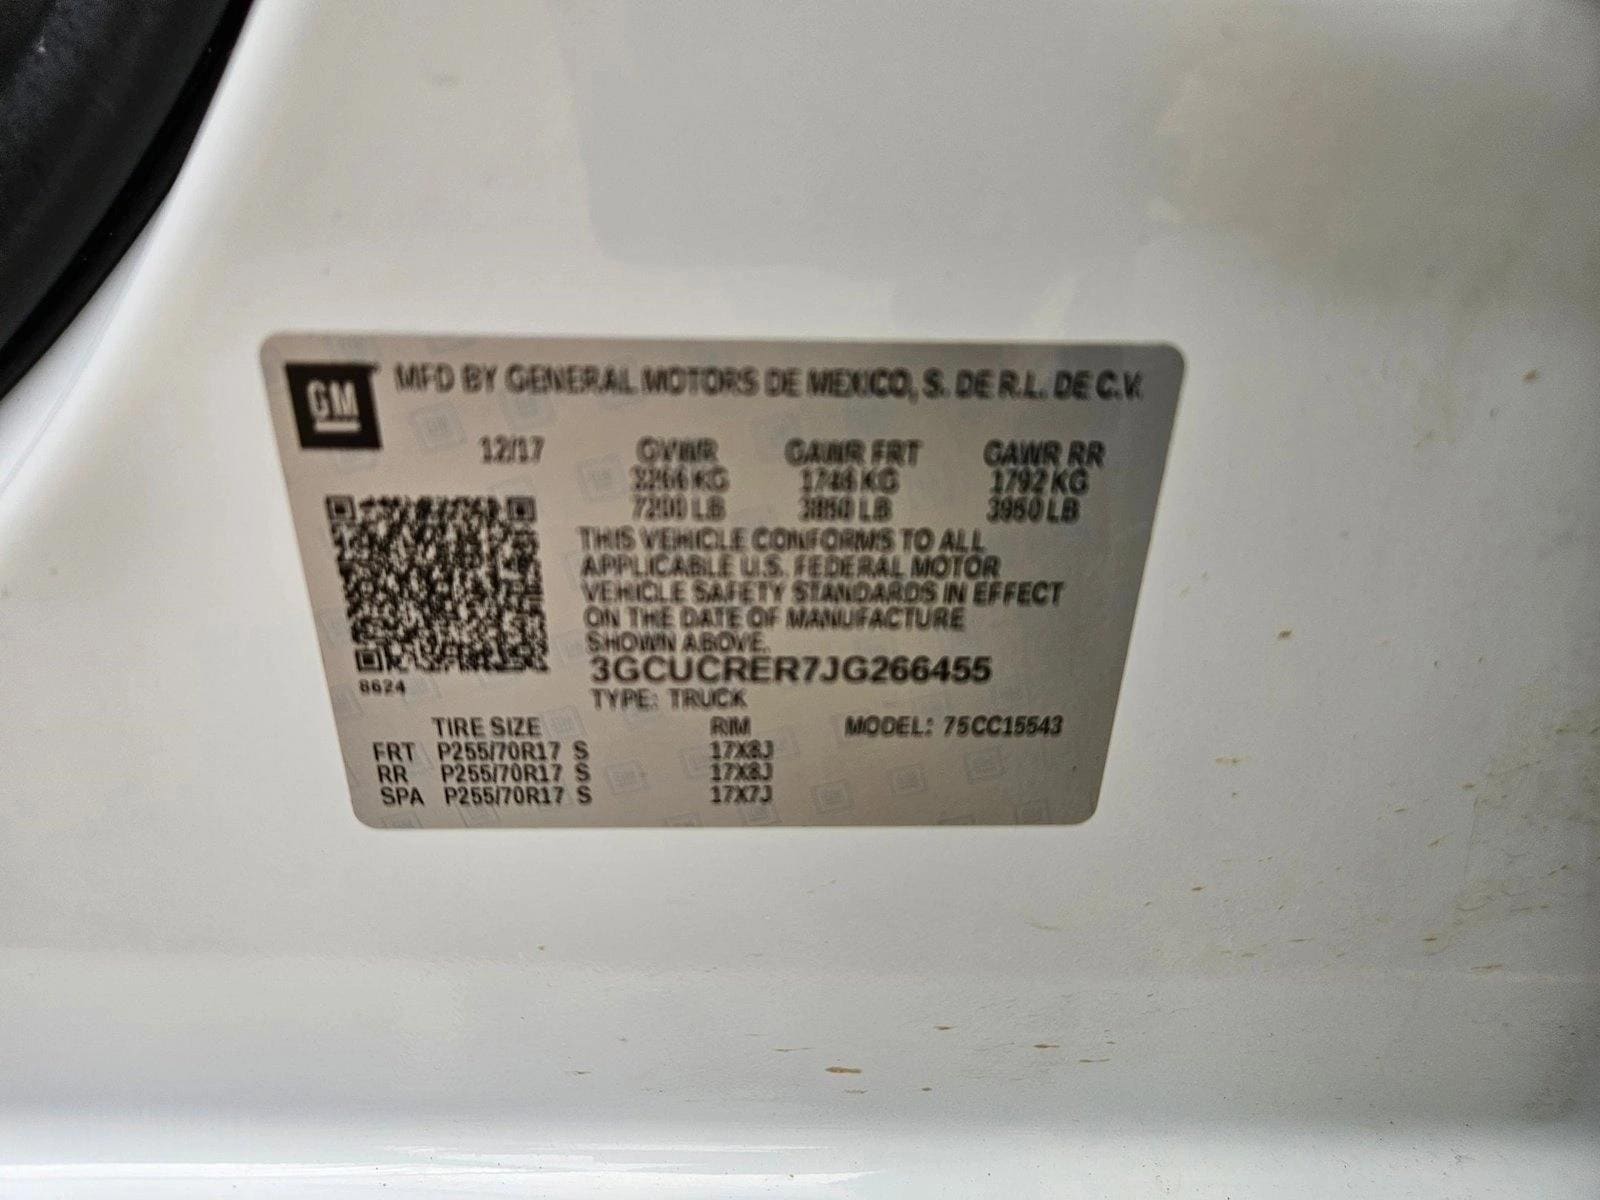 GM MFD BY GENERAL MOTORS DE MEXICO, S. DE R.L. DE C.V.
12/17 GVWR GAWR FRT GAWR RR
3266 KG 1746 KG 1792 KG
7200 LB 3850 LB 3950 LB
THIS VEHICLE CONFORMS TO ALL
APPLICABLE U.S. FEDERAL MOTOR
VEHICLE SAFETY STANDARDS IN EFFECT
ON THE DATE OF MANUFACTURE
SHOWN ABOVE.
3GCUCRER7JG266455
8624
TYPE: TRUCK
TIRE SIZE RIM MODEL: 75CC15543
FRT P255/70R17 S 17X8J
RR P255/70R17 S 17X8J
SPA P255/70R17 S 17X7J